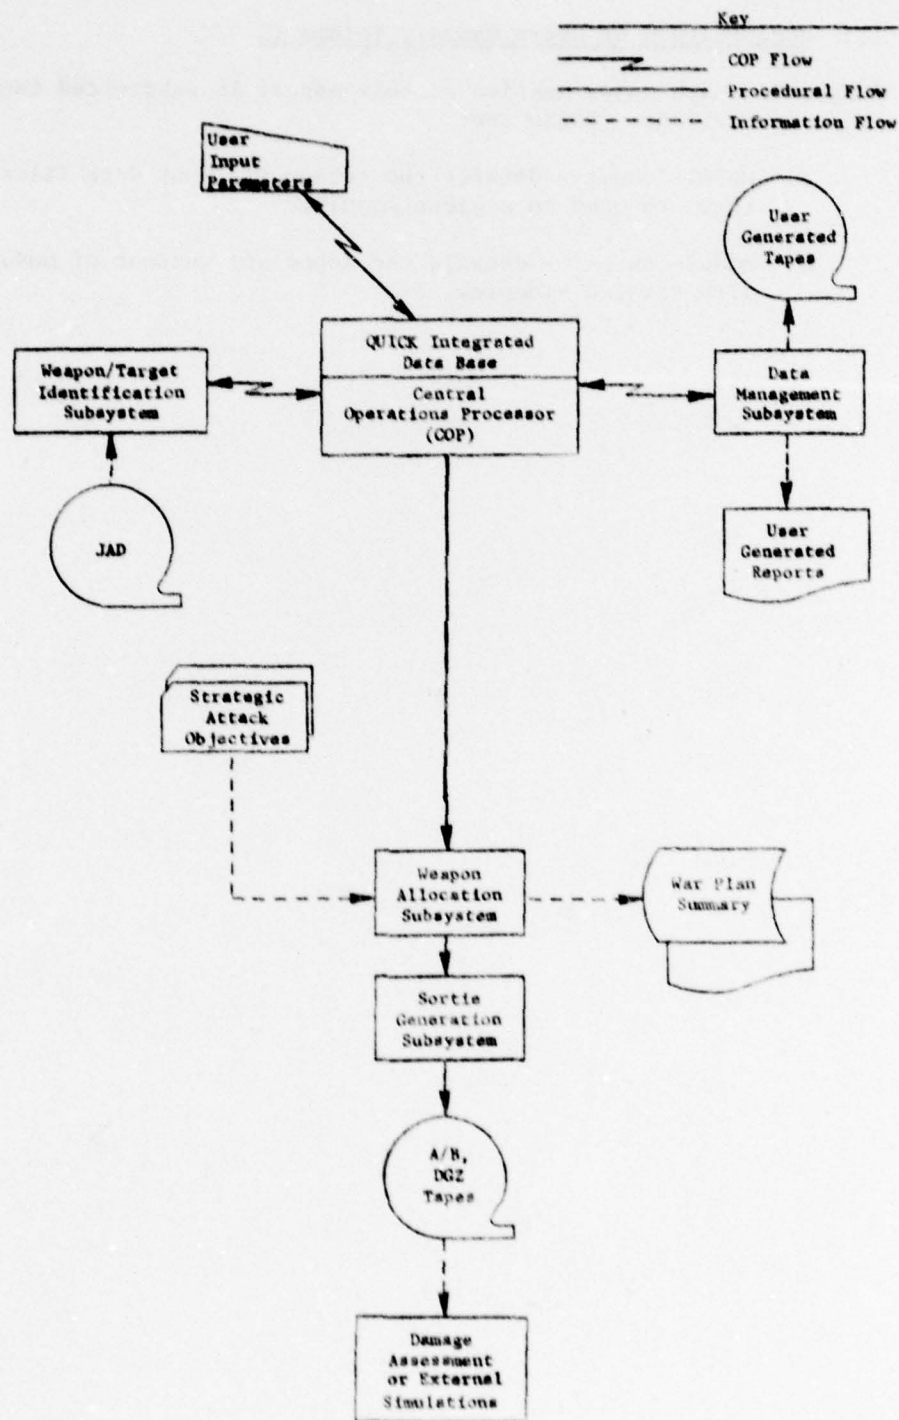 Key
COP Flow
Procedural Flow
Information Flow
User
Input
Parameters
User
Generated
Tapes
QUICK Integrated
Data Base
Central
Operations Processor
(COP)
Weapon/Target
Identification
Subsystem
Data
Management
Subsystem
JAD
User
Generated
Reports
Strategic
Attack
Objectives
Weapon
Allocation
Subsystem
War Plan
Summary
Sortie
Generation
Subsystem
A/B,
DGZ
Tapes
Damage
Assessment
or External
Simulations